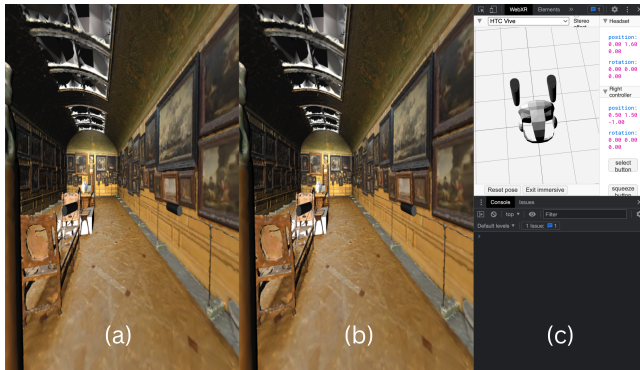 WebXR Elements » 1
HTC Vive Stereo
effect
Headset
position:
0.00 1.60
0.00
rotation:
0.00 0.00
0.00
Right
controller
position:
0.50 1.50
-1.00
rotation:
0.00 0.00
0.00
select
button
squeeze
button
Reset pose Exit immersive
Console Issues
top Filter
Default levels 1 Issue: 1
(a) (b) (c)